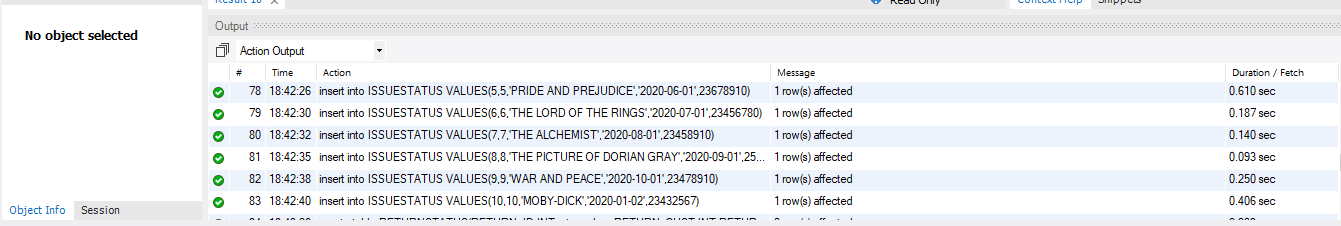 Result 10
Read Only
Context Help
Snippets
No object selected
Output
Action Output
# Time Action Message Duration / Fetch
78 18:42:26 insert into ISSUESTATUS VALUES(5,5,'PRIDE AND PREJUDICE','2020-06-01',23678910) 1 row(s) affected 0.610 sec
79 18:42:30 insert into ISSUESTATUS VALUES(6,6,'THE LORD OF THE RINGS','2020-07-01',23456780) 1 row(s) affected 0.187 sec
80 18:42:32 insert into ISSUESTATUS VALUES(7,7,'THE ALCHEMIST','2020-08-01',23458910) 1 row(s) affected 0.140 sec
81 18:42:35 insert into ISSUESTATUS VALUES(8,8,'THE PICTURE OF DORIAN GRAY','2020-09-01',25... 1 row(s) affected 0.093 sec
82 18:42:38 insert into ISSUESTATUS VALUES(9,9,'WAR AND PEACE','2020-10-01',23478910) 1 row(s) affected 0.250 sec
83 18:42:40 insert into ISSUESTATUS VALUES(10,10,'MOBY-DICK','2020-01-02',23432567) 1 row(s) affected 0.406 sec
Object Info Session